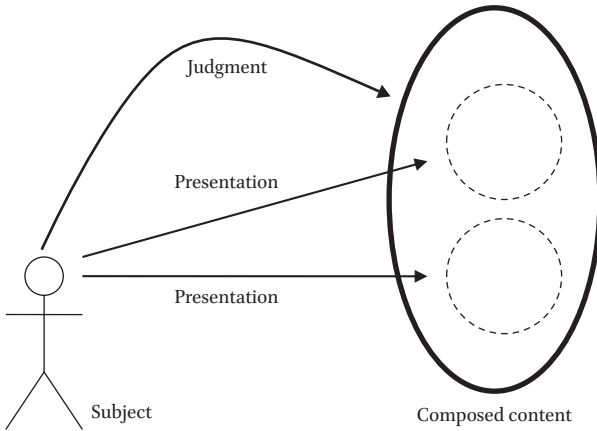 Judgment
Presentation
Presentation
Subject
Composed content